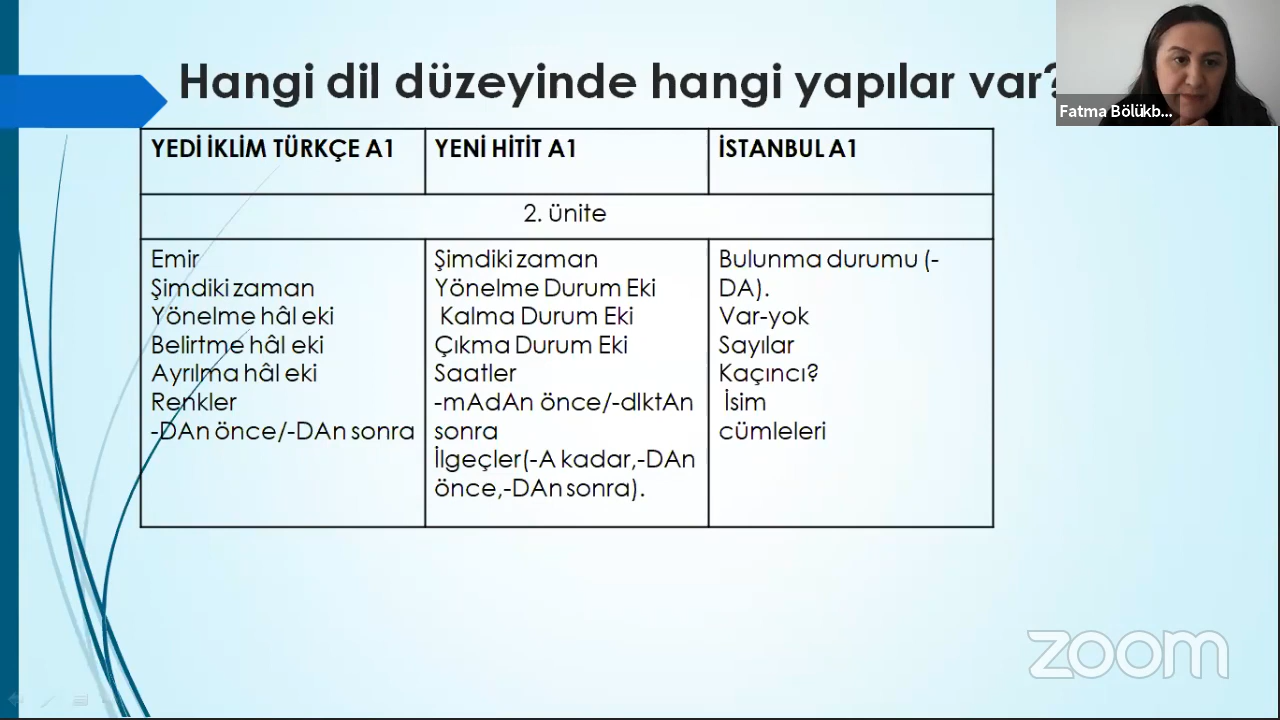 Hangi dil düzeyinde hangi yapılar var?
Fatma Bölükb...
YEDİ İKLİM TÜRKÇE A1
YENİ HİTİT A1
İSTANBUL A1
2. ünite
Emir
Şimdiki zaman
Yönelme hâl eki
Belirtme hâl eki
Ayrılma hâl eki
Renkler
-DAn önce/-DAn sonra
Şimdiki zaman
Yönelme Durum Eki
Kalma Durum Eki
Çıkma Durum Eki
Saatler
-mAdAn önce/-dIktAn
sonra
İlgeçler(-A kadar,-DAn
önce,-DAn sonra).
Bulunma durumu (-
DA).
Var-yok
Sayılar
Kaçıncı?
İsim
cümleleri
zoom